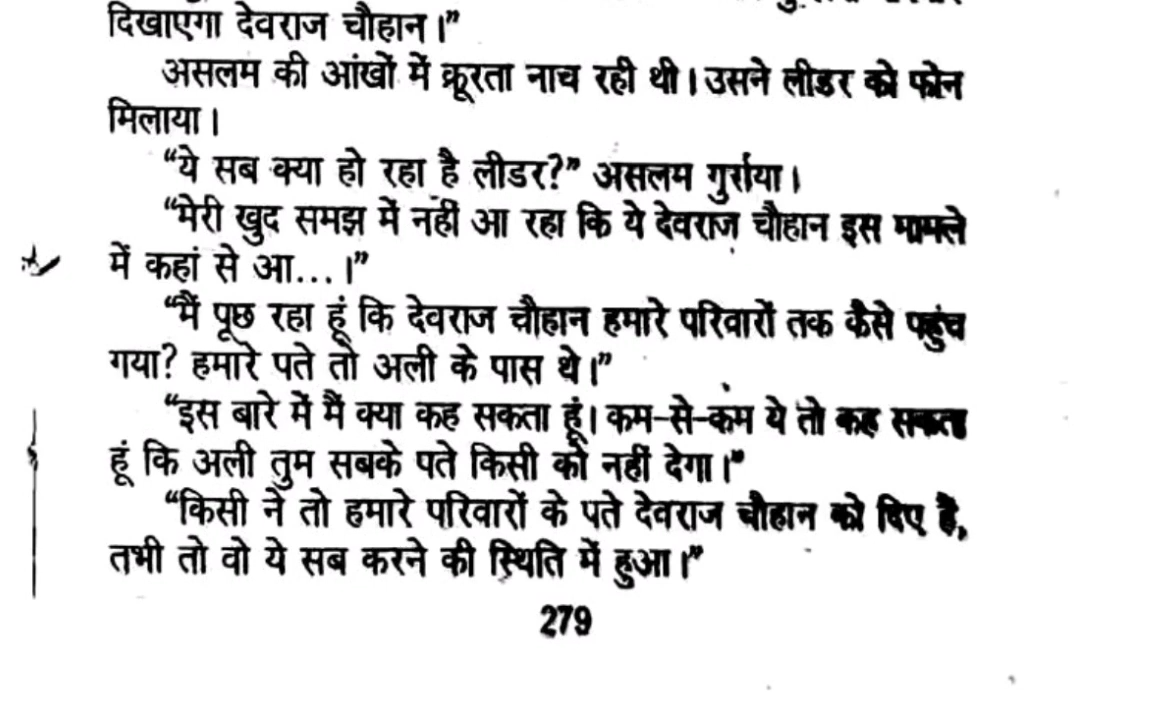 दिखाएगा देवराज चौहान।”
असलम की आंखों में क्रूरता नाच रही थी। उसने लीडर को फोन
मिलाया।
“ये सब क्या हो रहा है लीडर?” असलम गुर्राया।
“मेरी खुद समझ में नहीं आ रहा कि ये देवराज चौहान इस मामले
में कहां से आ...।”
“मैं पूछ रहा हूं कि देवराज चौहान हमारे परिवारों तक कैसे पहुंच
गया? हमारे पते तो अली के पास थे।”
“इस बारे में मैं क्या कह सकता हूं। कम-से-कम ये तो कह सकता
हूं कि अली तुम सबके पते किसी को नहीं देगा।”
“किसी ने तो हमारे परिवारों के पते देवराज चौहान को दिए हैं,
तभी तो वो ये सब करने की स्थिति में हुआ।”
279